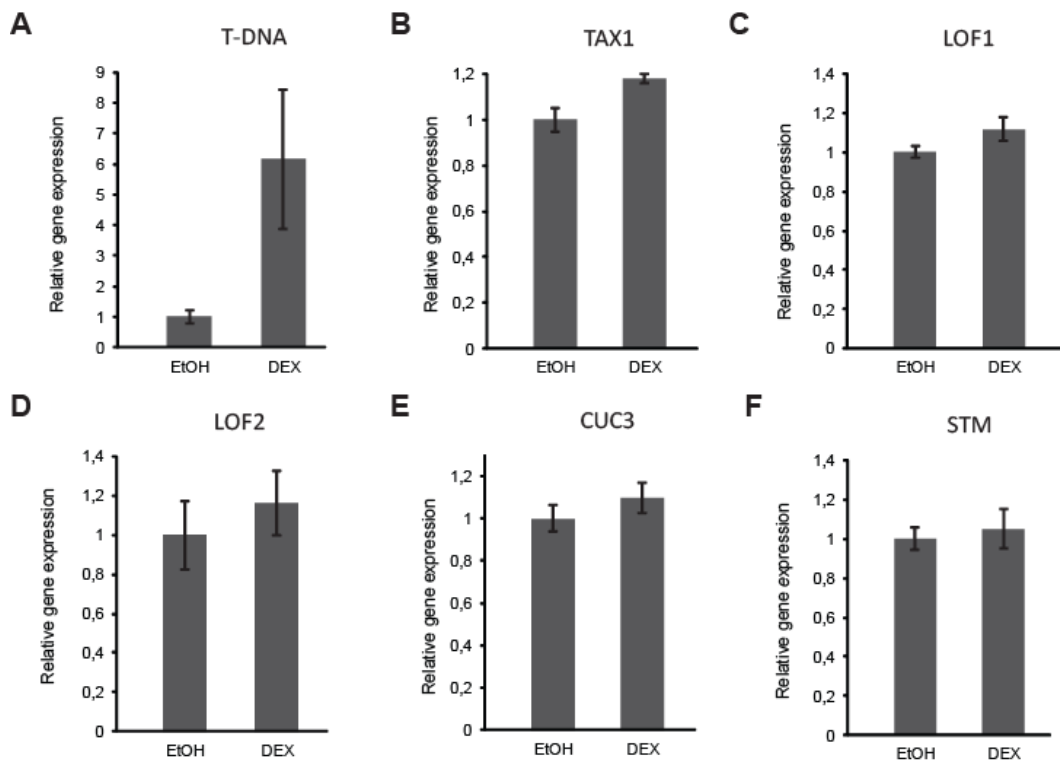 A
T-DNA
Relative gene expression
9
8
7
6
5
4
3
2
1
0
EtOH DEX
B
TAX1
Relative gene expression
1,2
1
0,8
0,6
0,4
0,2
0
EtOH DEX
C
LOF1
Relative gene expression
1,4
1,2
1
0,8
0,6
0,4
0,2
0
EtOH DEX
D
LOF2
Relative gene expression
1,4
1,2
1
0,8
0,6
0,4
0,2
0
EtOH DEX
E
CUC3
Relative gene expression
1,2
1
0,8
0,6
0,4
0,2
0
EtOH DEX
F
STM
Relative gene expression
1,4
1,2
1
0,8
0,6
0,4
0,2
0
EtOH DEX